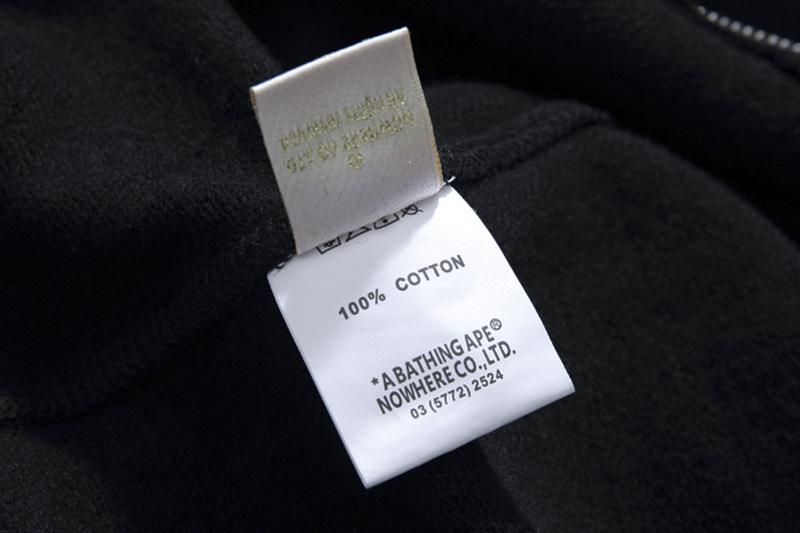 100% COTTON
*A BATHING APE®
NOWHERE CO.,LTD.
03 (5772) 2524